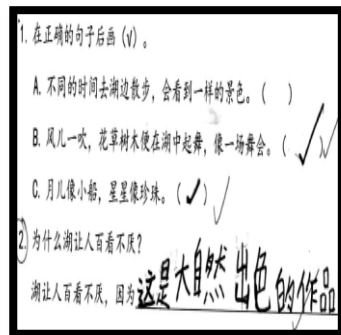 1. 在正确的句子后画（√）。
A. 不同的时间去湖边散步，会看到一样的景色。（ ）
B. 风儿一吹，花草树木便在湖中起舞，像一场舞会。（√）
C. 月儿像小船，星星像珍珠。（√）
2. 为什么湖让人百看不厌？
湖让人百看不厌，因为这是大自然出色的作品